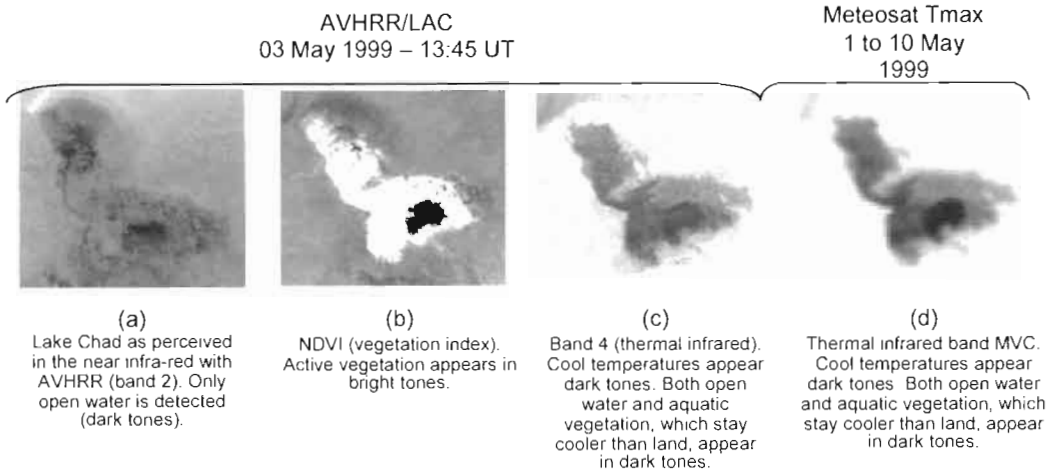 AVHRR/LAC
03 May 1999 – 13:45 UT
Meteosat Tmax
1 to 10 May
1999
(a)
Lake Chad as perceived
in the near infra-red with
AVHRR (band 2). Only
open water is detected
(dark tones).
(b)
NDVI (vegetation index).
Active vegetation appears in
bright tones.
(c)
Band 4 (thermal infrared).
Cool temperatures appear
dark tones. Both open
water and aquatic
vegetation, which stay
cooler than land, appear
in dark tones.
(d)
Thermal infrared band MVC.
Cool temperatures appear
dark tones Both open water
and aquatic vegetation, which
stay cooler than land, appear
in dark tones.